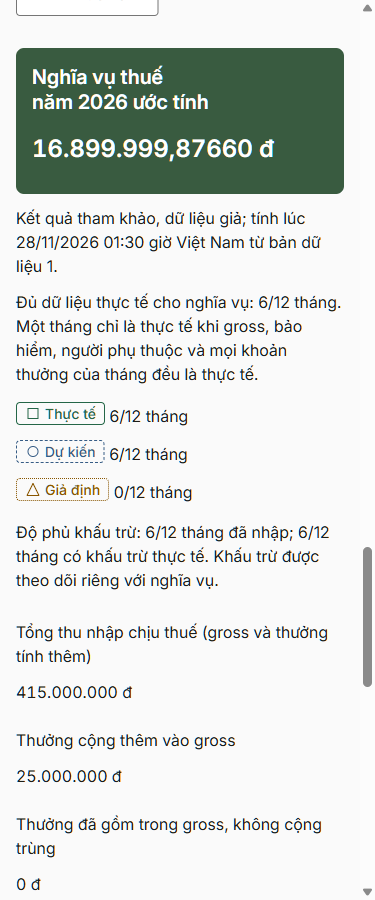 Nghĩa vụ thuế
năm 2026 ước tính
16.899.999,87660 đ
Kết quả tham khảo, dữ liệu giả; tính lúc
28/11/2026 01:30 giờ Việt Nam từ bản dữ
liệu 1.
Đủ dữ liệu thực tế cho nghĩa vụ: 6/12 tháng.
Một tháng chỉ là thực tế khi gross, bảo
hiểm, người phụ thuộc và mọi khoản
thưởng của tháng đều là thực tế.
Thực tế 6/12 tháng
Dự kiến 6/12 tháng
Giả định 0/12 tháng
Độ phủ khấu trừ: 6/12 tháng đã nhập; 6/12
tháng có khấu trừ thực tế. Khấu trừ được
theo dõi riêng với nghĩa vụ.
Tổng thu nhập chịu thuế (gross và thưởng
tính thêm)
415.000.000 đ
Thưởng cộng thêm vào gross
25.000.000 đ
Thưởng đã gồm trong gross, không cộng
trùng
0 đ